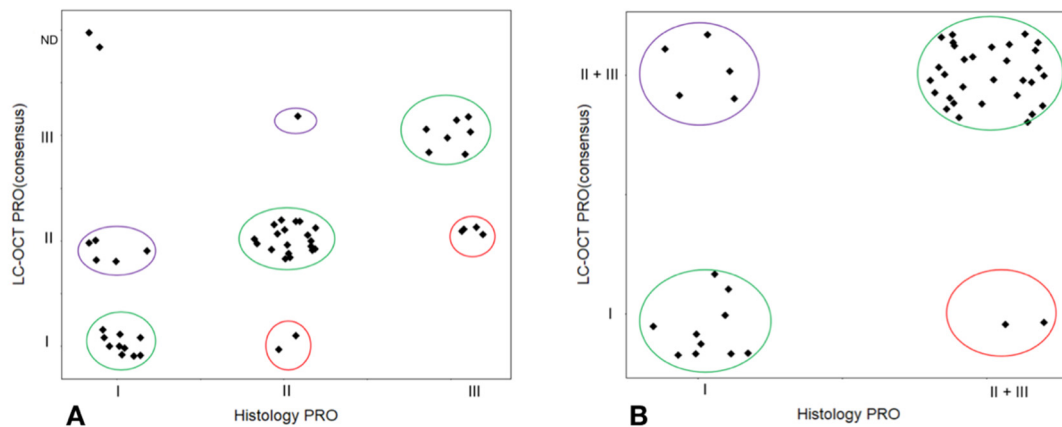 ND
III
II
I
LC-OCT PRO(consensus)
I
II
III
Histology PRO
A
II + III
I
LC-OCT PRO(consensus)
I
II + III
Histology PRO
B